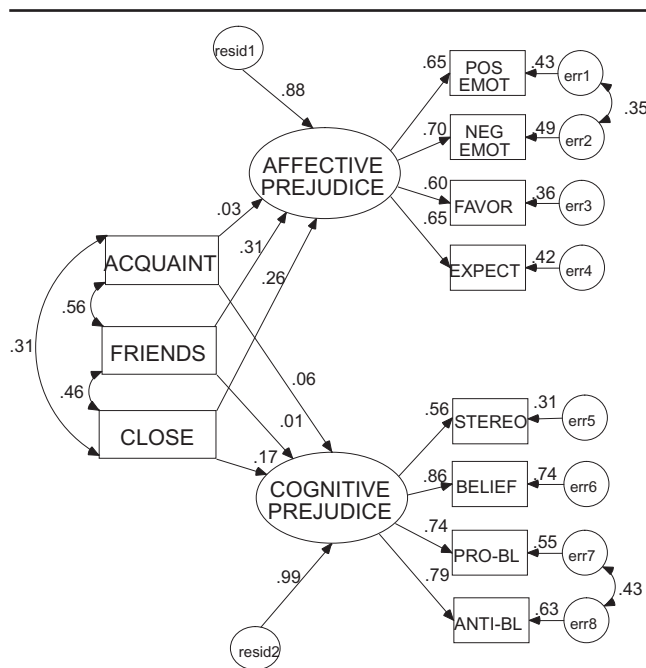 resid1
.88
.65
POS
EMOT
.43
err1
.35
.70
NEG
EMOT
.49
err2
AFFECTIVE
PREJUDICE
.60
FAVOR
.36
err3
.65
EXPECT
.42
err4
.03
.31
.26
ACQUAINT
.56
.31
FRIENDS
.46
CLOSE
.06
.01
.17
COGNITIVE
PREJUDICE
.56
STEREO
.31
err5
.86
BELIEF
.74
err6
.74
PRO-BL
.55
err7
.43
.79
ANTI-BL
.63
err8
.99
resid2